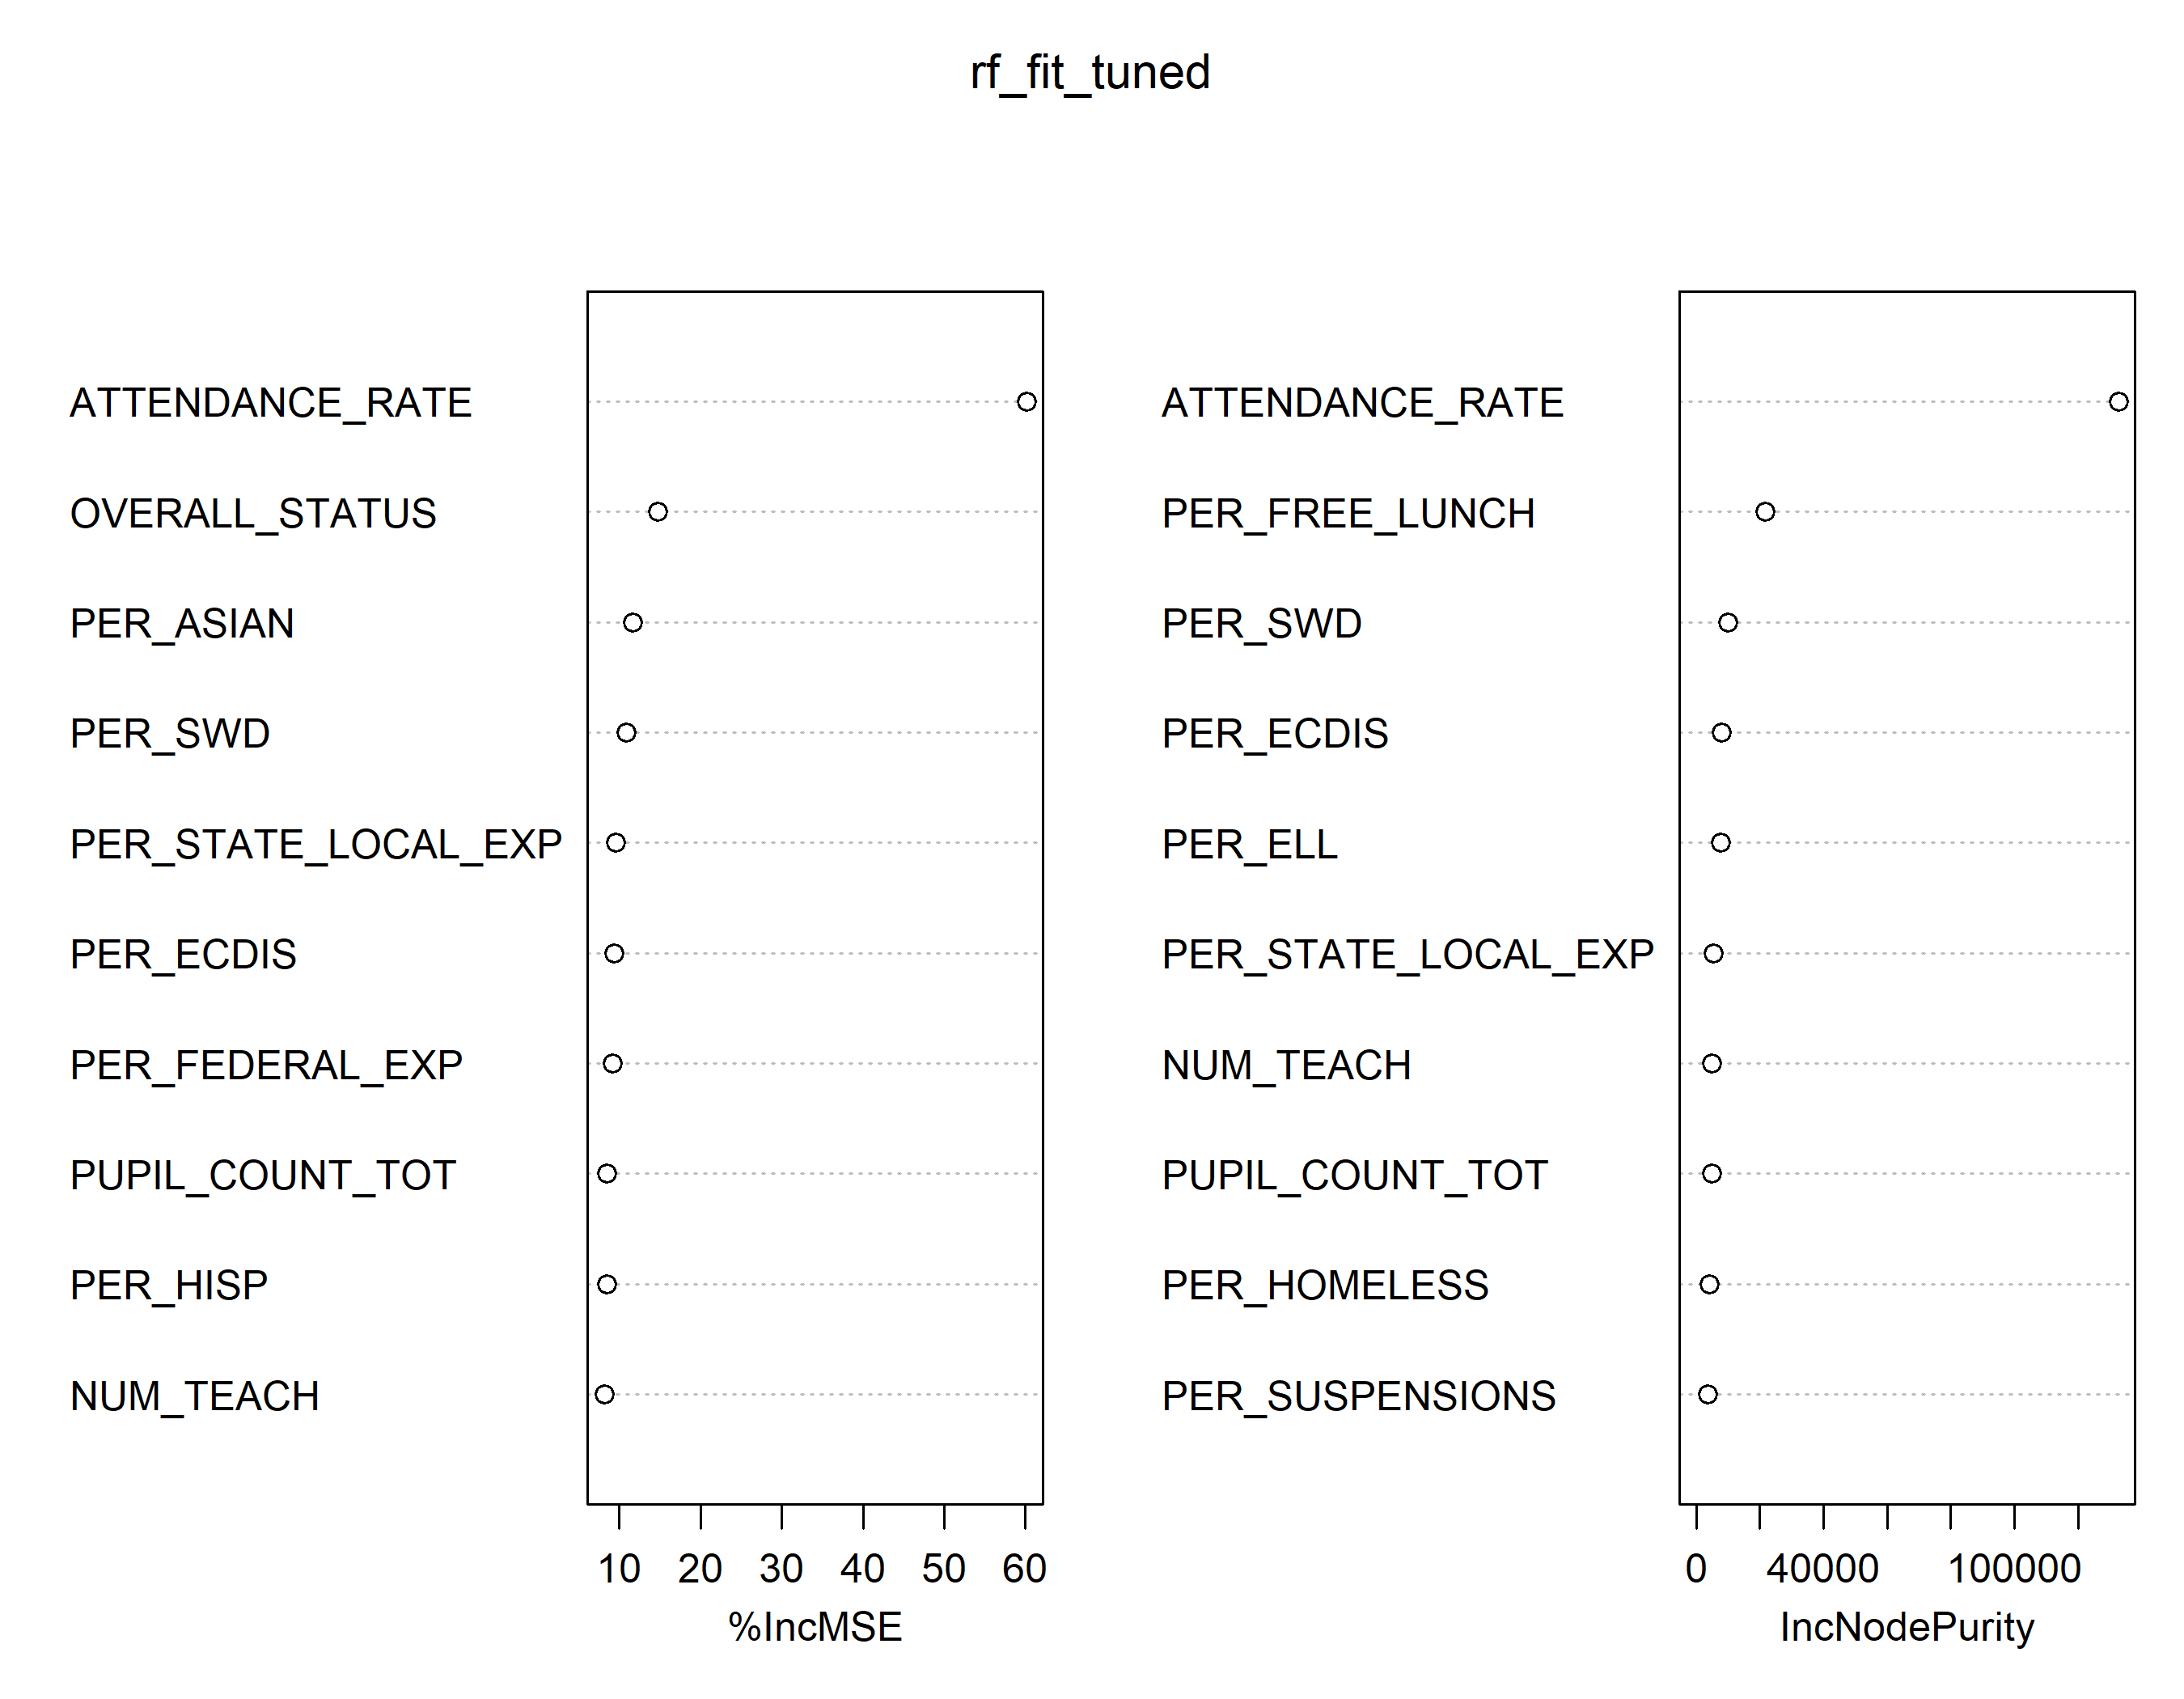 rf_fit_tuned
ATTENDANCE_RATE
OVERALL_STATUS
PER_ASIAN
PER_SWD
PER_STATE_LOCAL_EXP
PER_ECDIS
PER_FEDERAL_EXP
PUPIL_COUNT_TOT
PER_HISP
NUM_TEACH
10 20 30 40 50 60
%IncMSE
ATTENDANCE_RATE
PER_FREE_LUNCH
PER_SWD
PER_ECDIS
PER_ELL
PER_STATE_LOCAL_EXP
NUM_TEACH
PUPIL_COUNT_TOT
PER_HOMELESS
PER_SUSPENSIONS
0 40000 100000
IncNodePurity